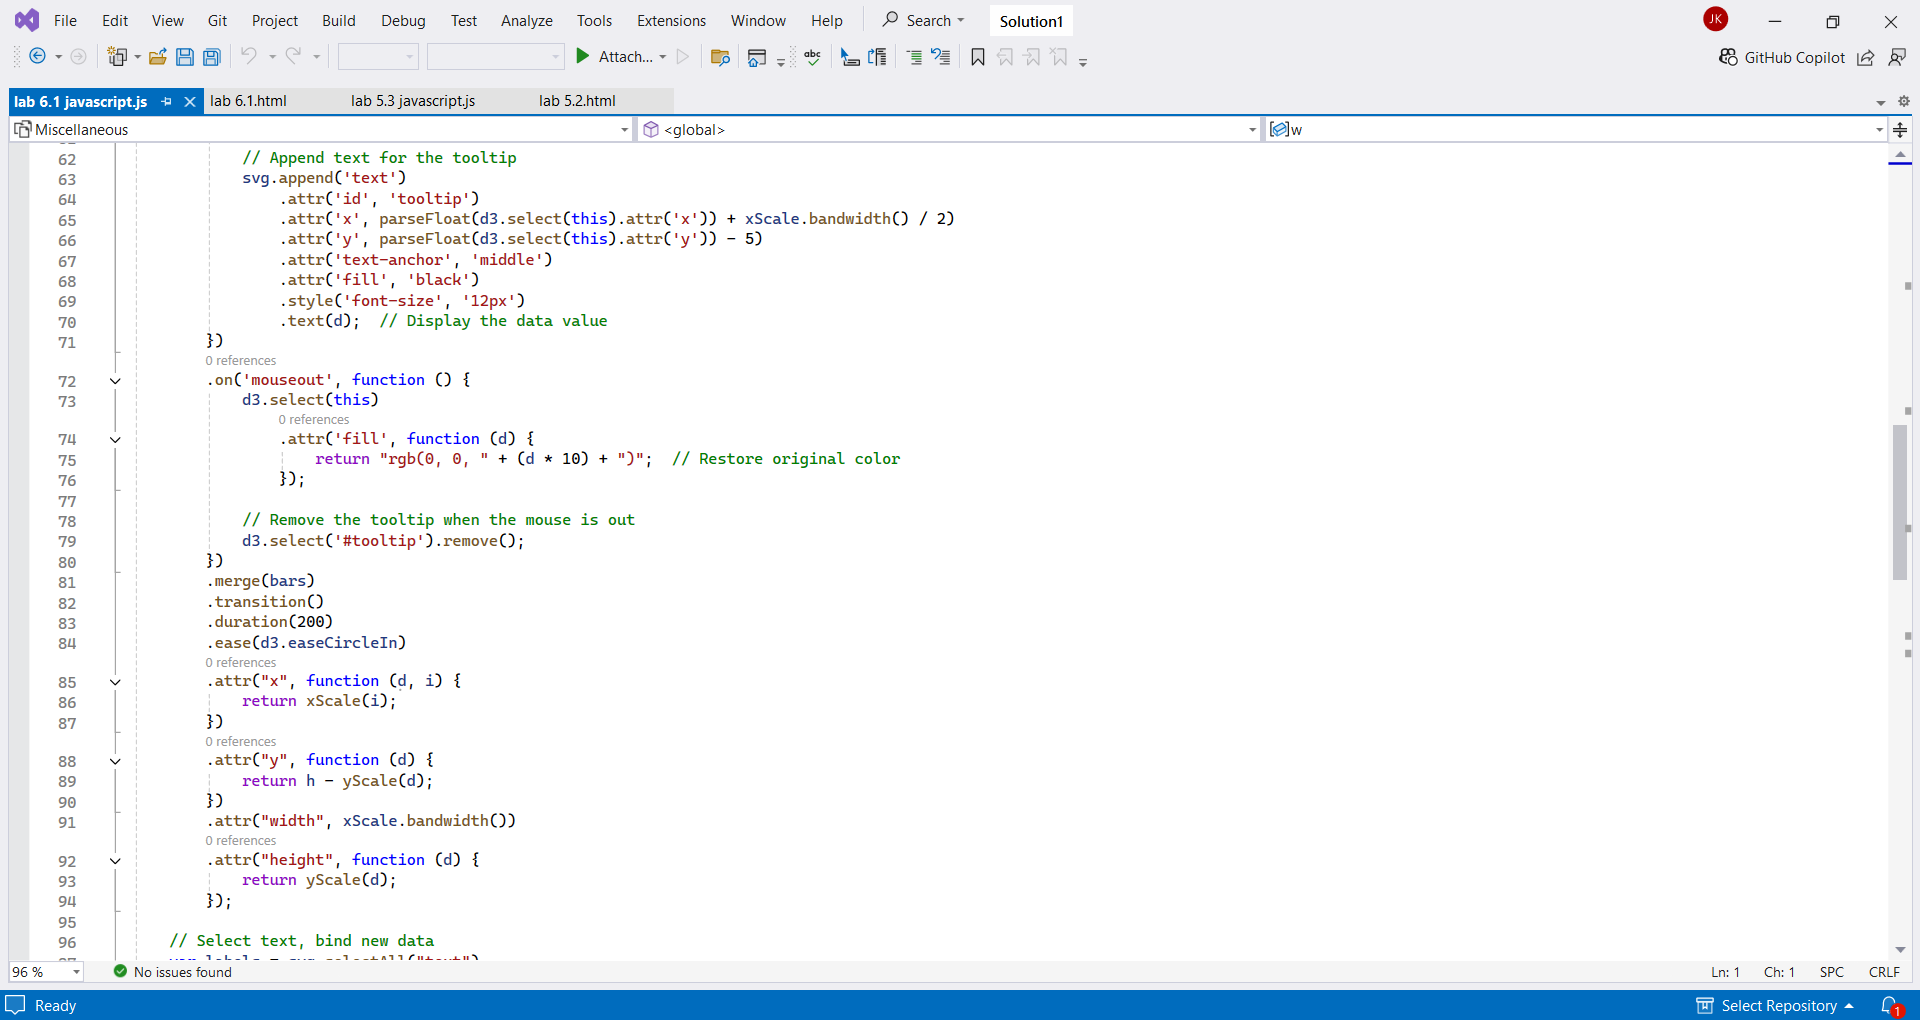 File Edit View Git Project Build Debug Test Analyze Tools Extensions Window Help Search Solution1 JK
Attach... GitHub Copilot
lab 6.1 javascript.js lab 6.1.html lab 5.3 javascript.js lab 5.2.html
Miscellaneous <global> w
62 // Append text for the tooltip
63 svg.append('text')
64 .attr('id', 'tooltip')
65 .attr('x', parseFloat(d3.select(this).attr('x')) + xScale.bandwidth() / 2)
66 .attr('y', parseFloat(d3.select(this).attr('y')) - 5)
67 .attr('text-anchor', 'middle')
68 .attr('fill', 'black')
69 .style('font-size', '12px')
70 .text(d); // Display the data value
71 })
0 references
72 .on('mouseout', function () {
73 d3.select(this)
0 references
74 .attr('fill', function (d) {
75 return "rgb(0, 0, " + (d * 10) + ")"; // Restore original color
76 });
77
78 // Remove the tooltip when the mouse is out
79 d3.select('#tooltip').remove();
80 })
81 .merge(bars)
82 .transition()
83 .duration(200)
84 .ease(d3.easeCircleIn)
0 references
85 .attr("x", function (d, i) {
86 return xScale(i);
87 })
0 references
88 .attr("y", function (d) {
89 return h - yScale(d);
90 })
91 .attr("width", xScale.bandwidth())
0 references
92 .attr("height", function (d) {
93 return yScale(d);
94 });
95
96 // Select text, bind new data
var labels = svg.selectAll("text")
96 % No issues found Ln: 1 Ch: 1 SPC CRLF
Ready Select Repository 1